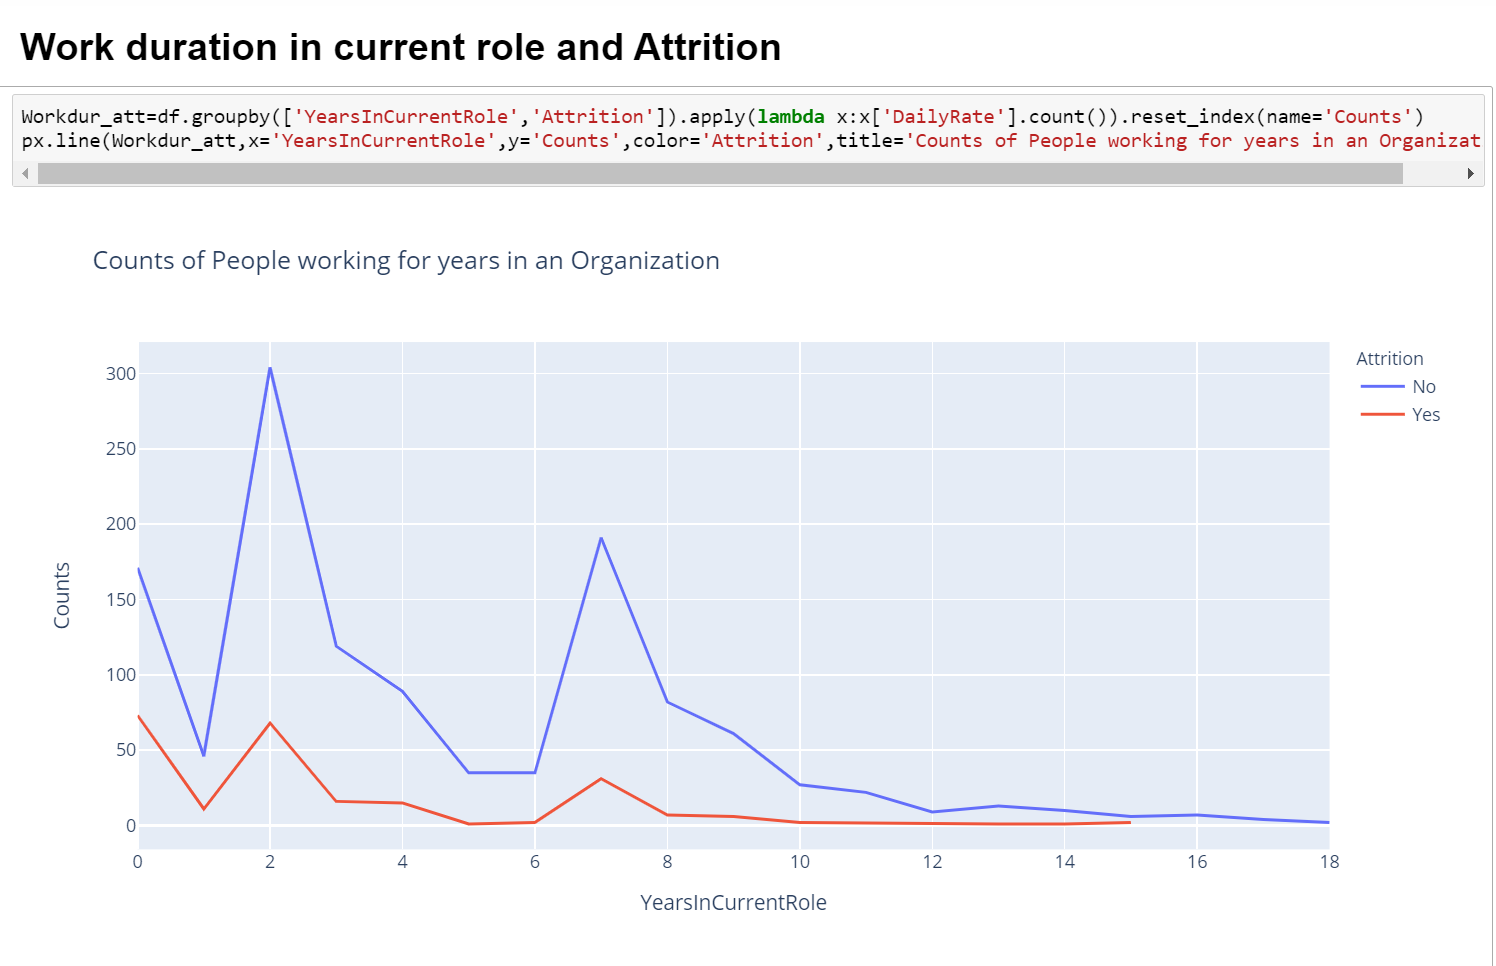 Work duration in current role and Attrition
Workdur_att=df.groupby(['YearsInCurrentRole','Attrition']).apply(lambda x:x['DailyRate'].count()).reset_index(name='Counts')
px.line(Workdur_att,x='YearsInCurrentRole',y='Counts',color='Attrition',title='Counts of People working for years in an Organizat
Counts of People working for years in an Organization
Attrition
No
Yes
300
250
200
150
100
50
0
Counts
0 2 4 6 8 10 12 14 16 18
YearsInCurrentRole